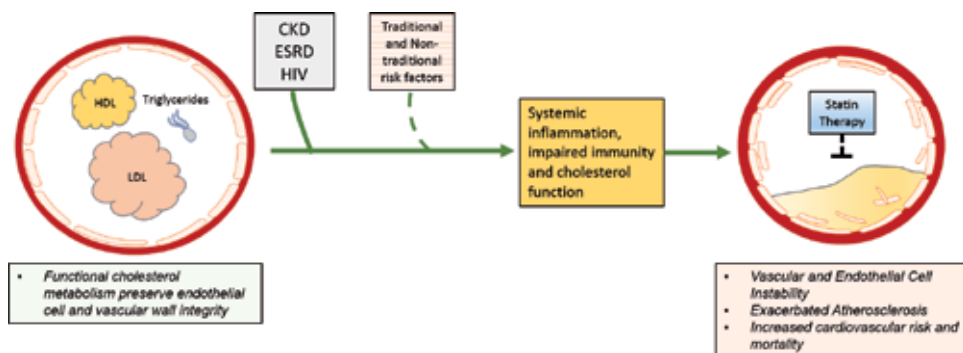 CKD
ESRD
HIV
Traditional
and Non-
traditional
risk factors
HDL
Triglycerides
LDL
Systemic
inflammation,
impaired immunity
and cholesterol
function
Statin
Therapy
• Functional cholesterol
metabolism preserve endothelial
cell and vascular wall integrity
• Vascular and Endothelial Cell
Instability
• Exacerbated Atherosclerosis
• Increased cardiovascular risk and
mortality